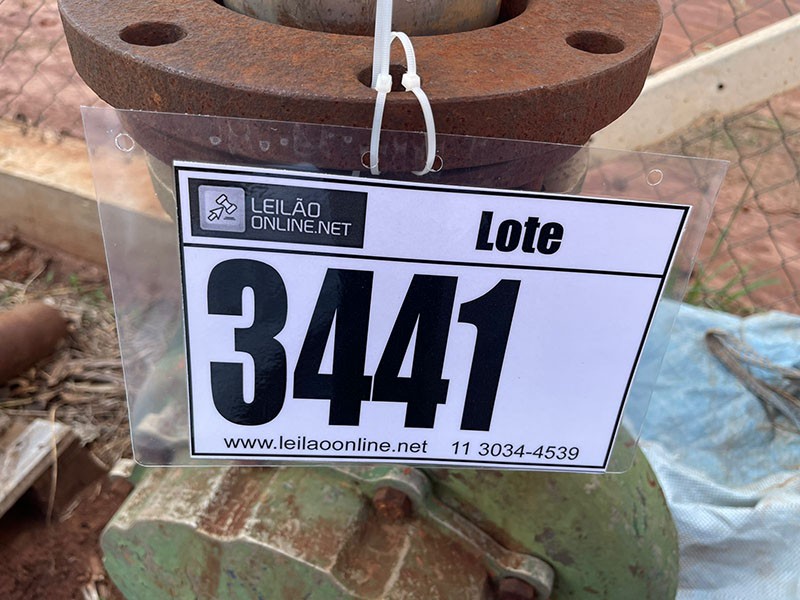 LEILÃO
ONLINE.NET
Lote
3441
www.leilaoonline.net 11 3034-4539